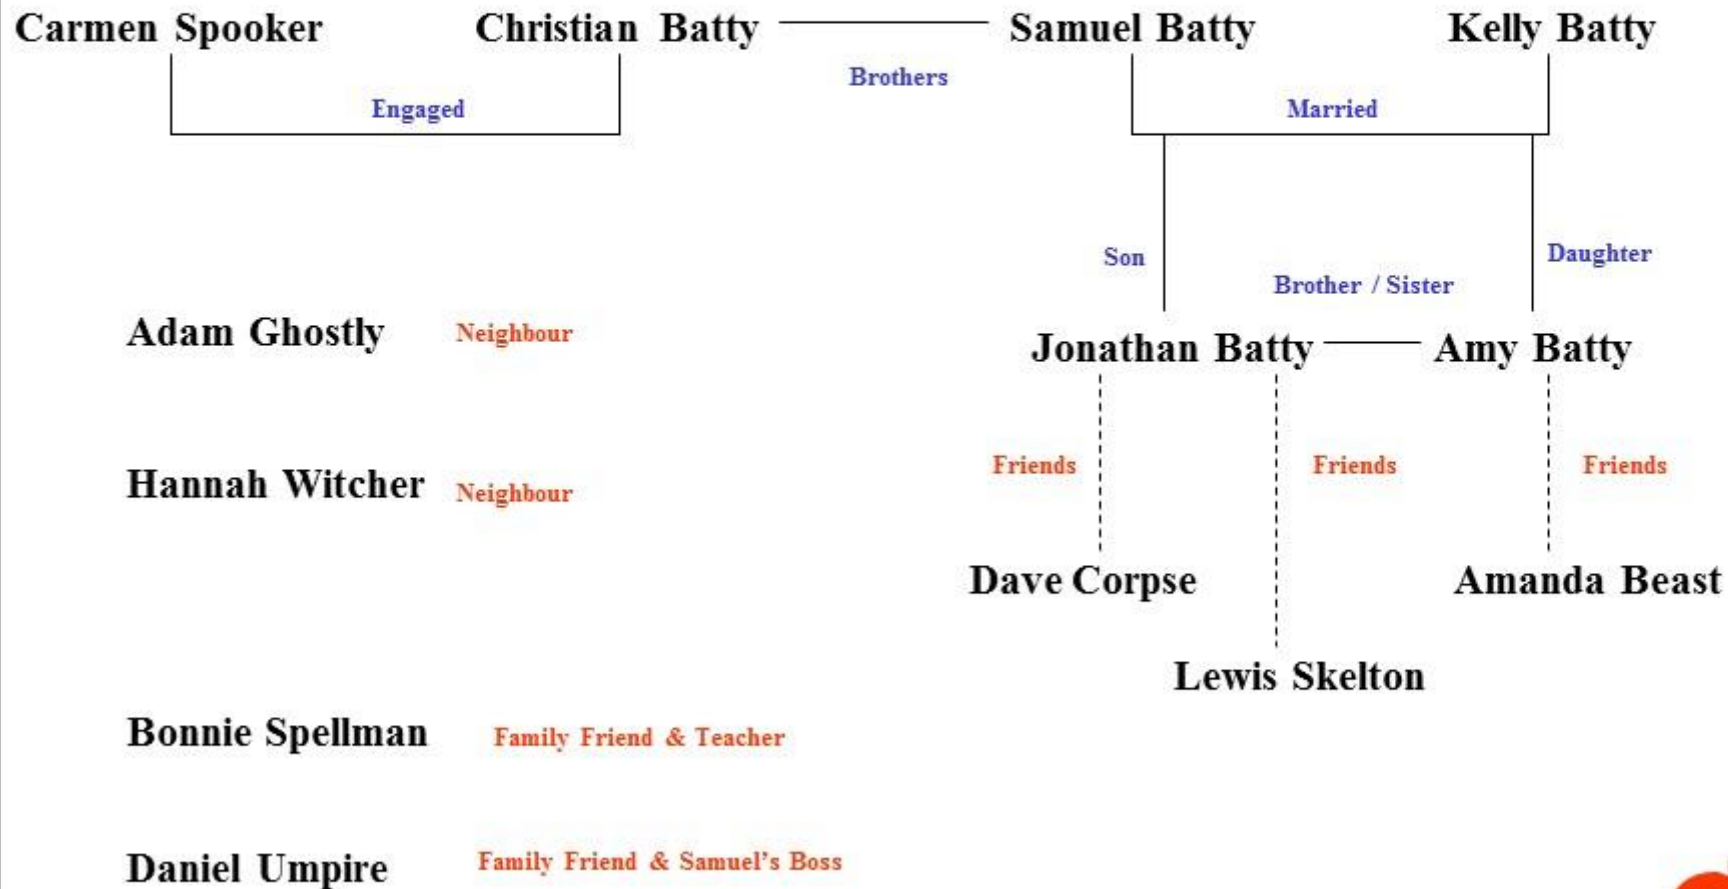 Carmen Spooker
Christian Batty
Samuel Batty
Kelly Batty
Brothers
Engaged
Married
Son
Daughter
Brother / Sister
Adam Ghostly
Neighbour
Jonathan Batty
Amy Batty
Hannah Witcher
Neighbour
Friends
Friends
Friends
Dave Corpse
Amanda Beast
Lewis Skelton
Bonnie Spellman
Family Friend & Teacher
Daniel Umpire
Family Friend & Samuel's Boss